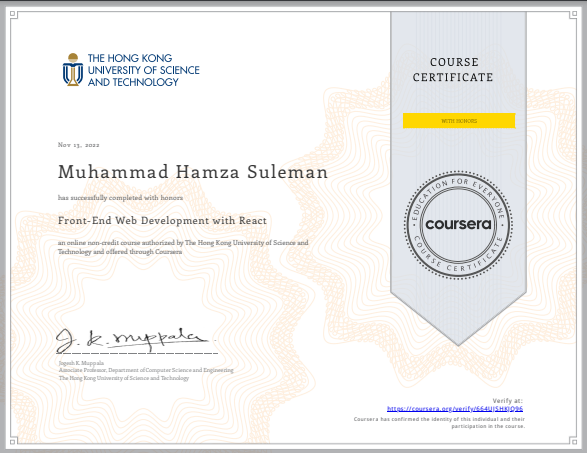 THE HONG KONG
UNIVERSITY OF SCIENCE
AND TECHNOLOGY
COURSE
CERTIFICATE
WITH HONORS
Nov 13, 2022
Muhammad Hamza Suleman
has successfully completed with honors
Front-End Web Development with React
an online non-credit course authorized by The Hong Kong University of Science and
Technology and offered through Coursera
EDUCATION FOR EVERYONE
coursera
COURSE CERTIFICATE
J. K. Muppala
Jogesh K. Muppala
Associate Professor, Department of Computer Science and Engineering
The Hong Kong University of Science and Technology
Verify at:
https://coursera.org/verify/664UJSHKJQ96
Coursera has confirmed the identity of this individual and their
participation in the course.